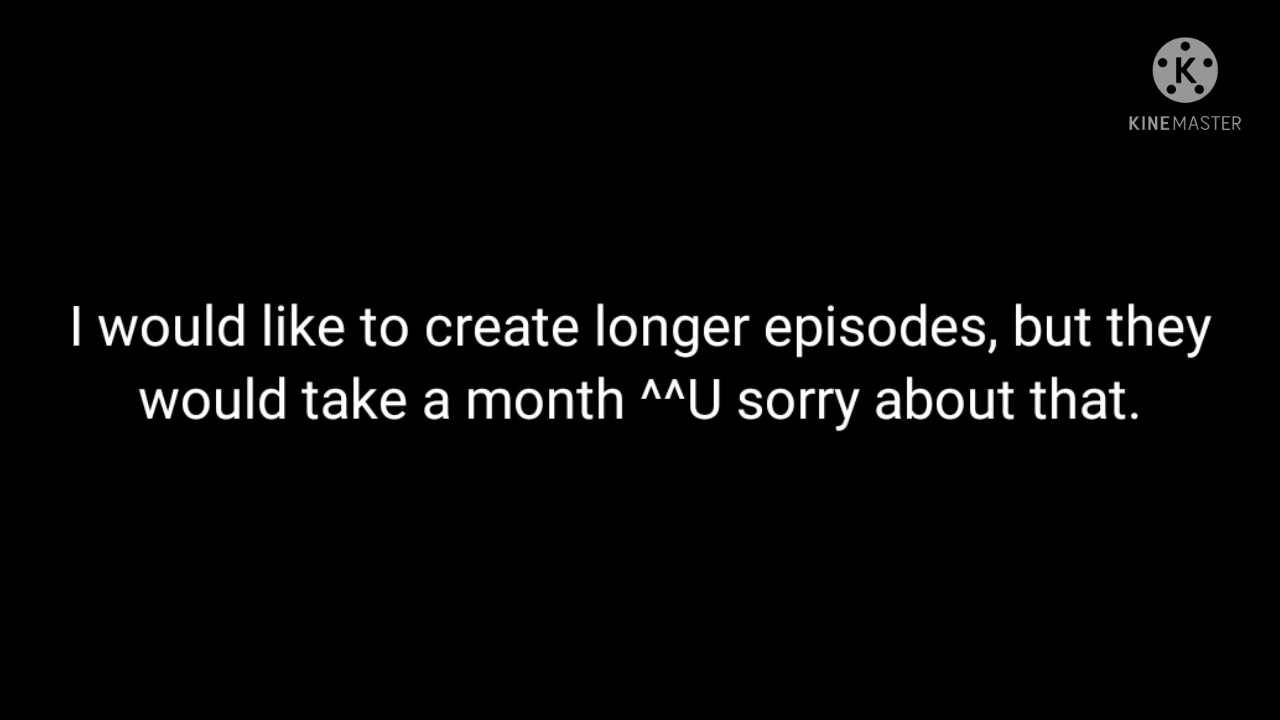 K
KINEMASTER
I would like to create longer episodes, but they
would take a month ^^U sorry about that.